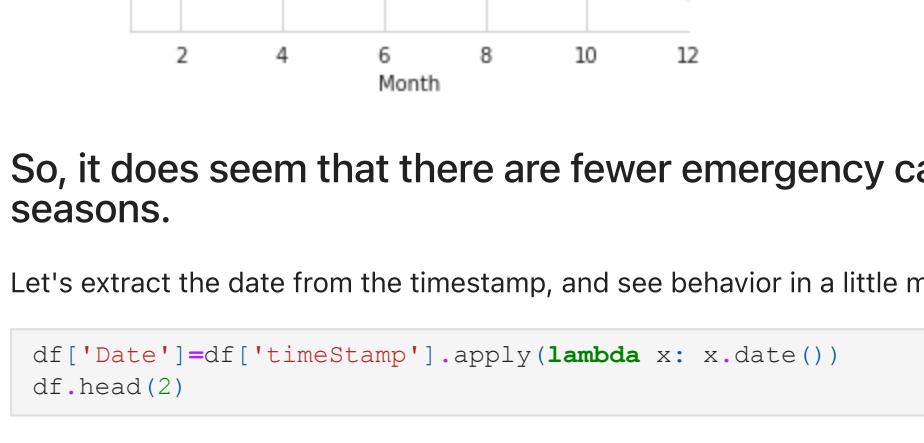 2 4 6 8 10 12
Month
So, it does seem that there are fewer emergency
seasons.
Let's extract the date from the timestamp, and see behavior in a little
df['Date']=df['timeStamp'].apply(lambda x: x.date())
df.head(2)